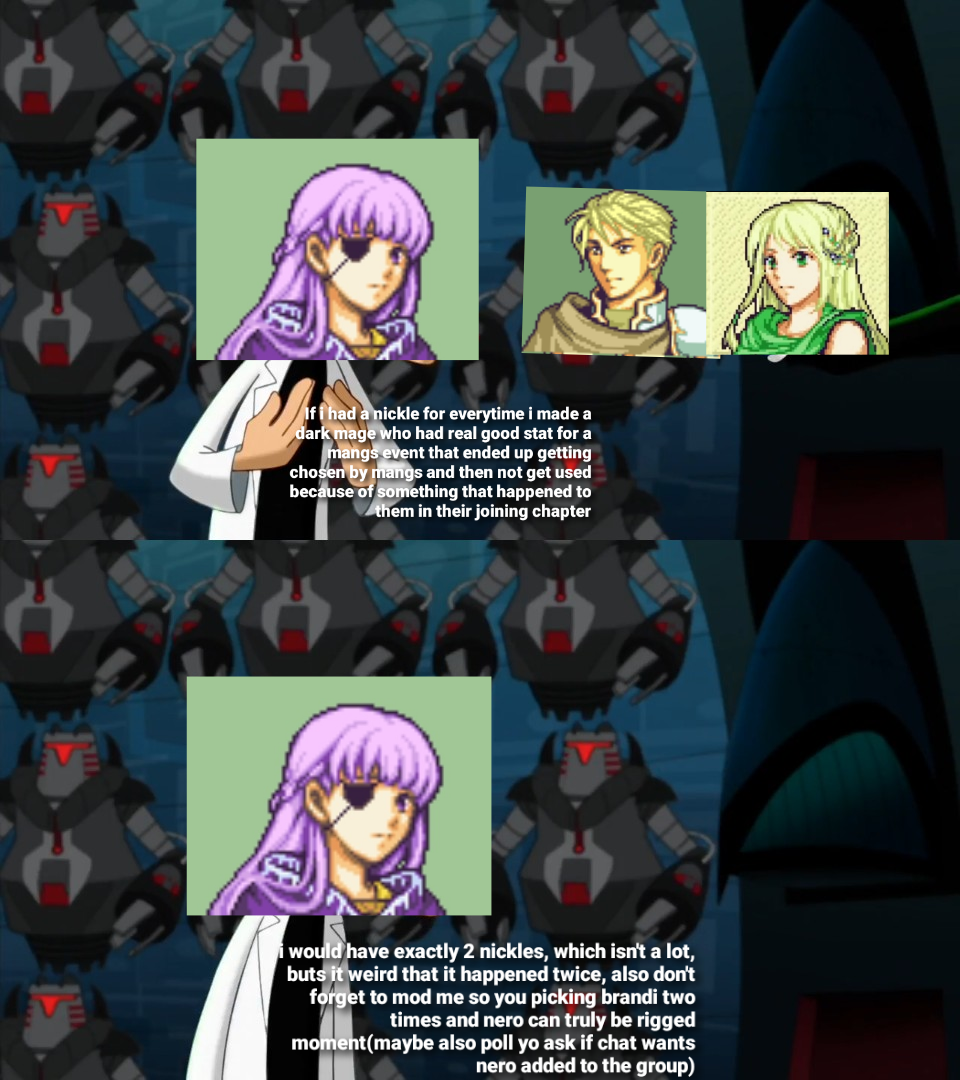 If i had a nickle for everytime i made a
dark mage who had real good stat for a
mangs event that ended up getting
chosen by mangs and then not get used
because of something that happened to
them in their joining chapter
i would have exactly 2 nickles, which isn't a lot,
buts it weird that it happened twice, also don't
forget to mod me so you picking brandi two
times and nero can truly be rigged
moment(maybe also poll yo ask if chat wants
nero added to the group)